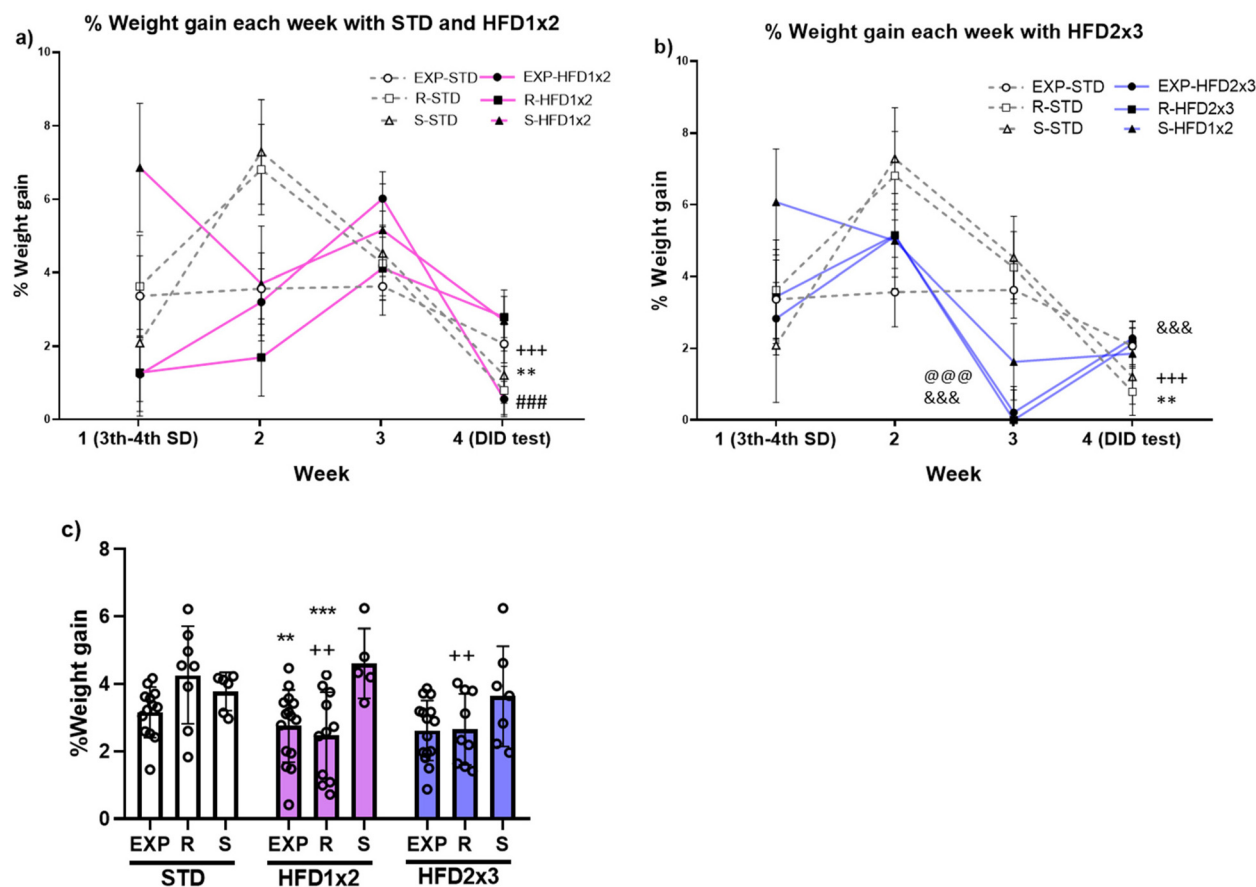 % Weight gain each week with STD and HFD1x2
a)
10
8
6
4
2
0
% Weight gain
EXP-STD
R-STD
S-STD
EXP-HFD1x2
R-HFD1x2
S-HFD1x2
+++
**
###
1 (3th-4th SD)
2
3
4 (DID test)
Week
% Weight gain each week with HFD2x3
b)
10
8
6
4
2
0
% Weight gain
EXP-STD
R-STD
S-STD
EXP-HFD2x3
R-HFD2x3
S-HFD1x2
@@@
&&&
&&&
+++
**
1 (3th-4th SD)
2
3
4 (DID test)
Week
c)
8
6
4
2
0
%Weight gain
**
***
++
++
EXP R S
EXP R S
EXP R S
STD
HFD1x2
HFD2x3